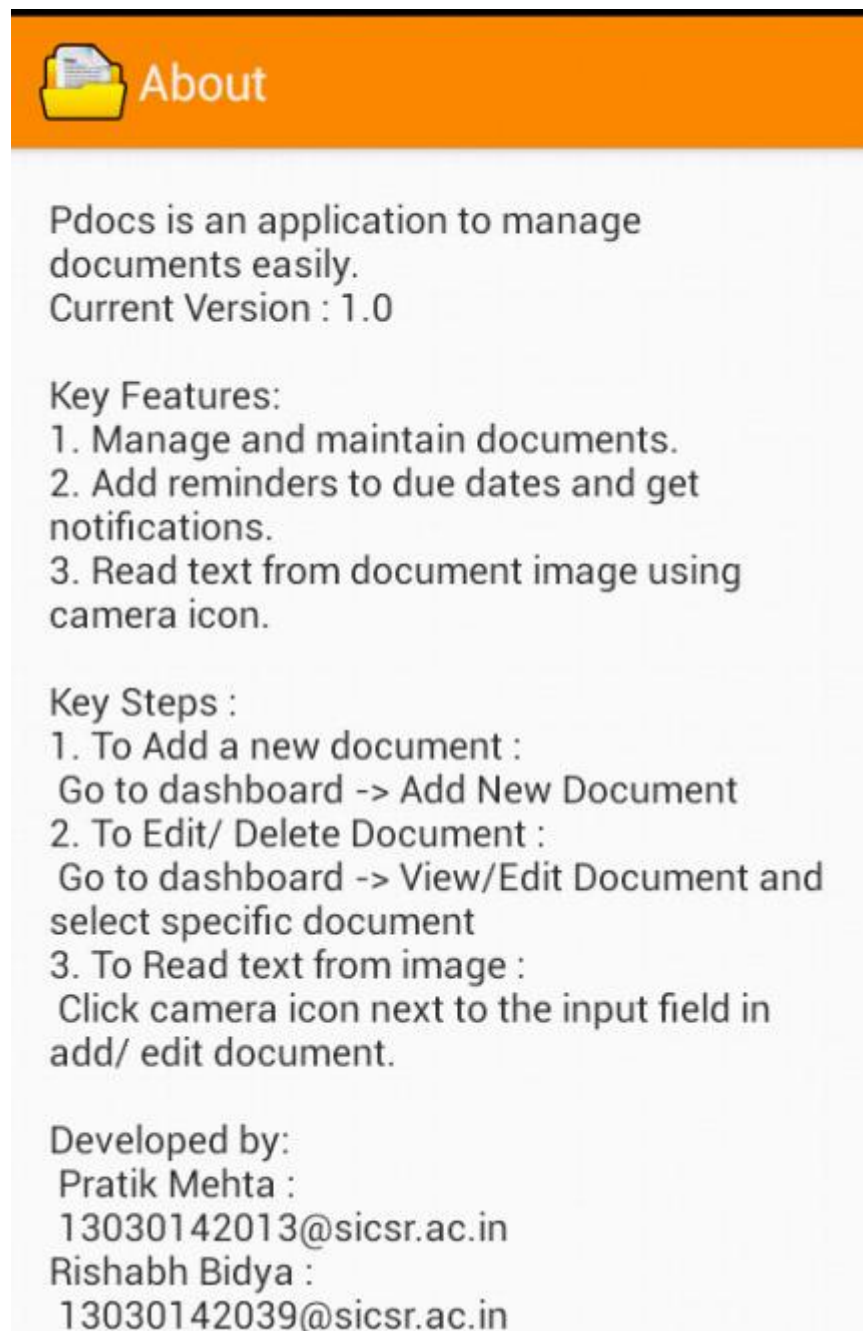 About
Pdocs is an application to manage
documents easily.
Current Version : 1.0
Key Features:
1. Manage and maintain documents.
2. Add reminders to due dates and get
notifications.
3. Read text from document image using
camera icon.
Key Steps :
1. To Add a new document :
Go to dashboard -> Add New Document
2. To Edit/ Delete Document :
Go to dashboard -> View/Edit Document and
select specific document
3. To Read text from image :
Click camera icon next to the input field in
add/ edit document.
Developed by:
Pratik Mehta :
13030142013@sicsr.ac.in
Rishabh Bidya :
13030142039@sicsr.ac.in